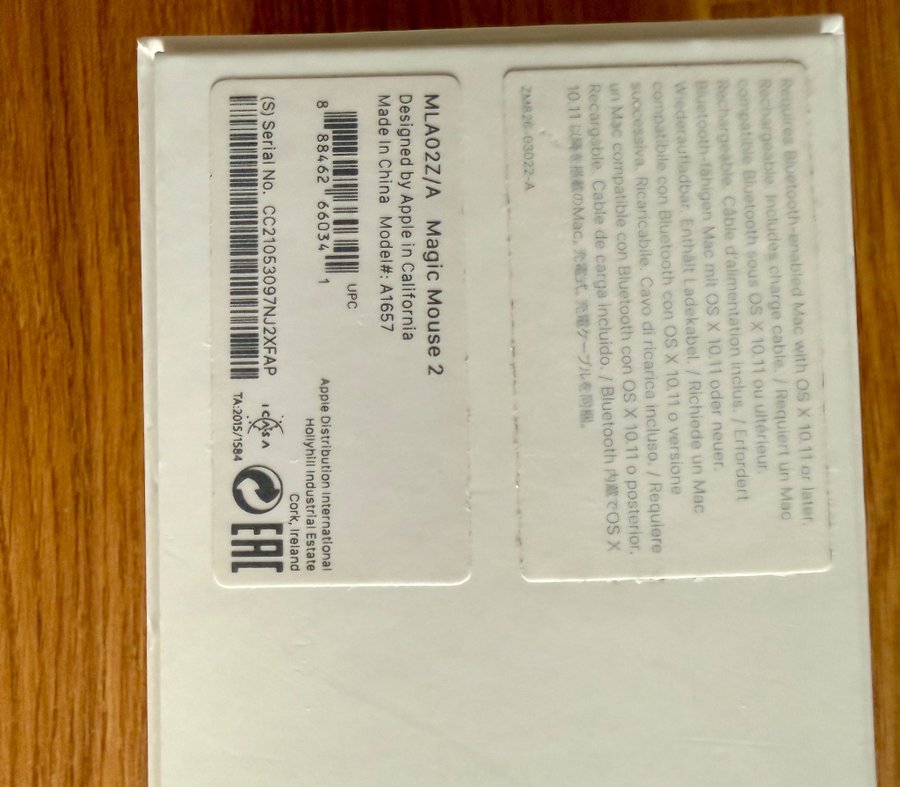 Requires Bluetooth-enabled Mac with OS X 10.11 or later.
Rechargeable. Includes charge cable. / Requiert un Mac
compatible Bluetooth sous OS X 10.11 ou ultérieur.
Rechargeable. Câble d'alimentation inclus. / Erfordert
Bluetooth-fähigen Mac mit OS X 10.11 oder neuer.
Wiederaufladbar. Enthält Ladekabel. / Richiede un Mac
compatibile con Bluetooth con OS X 10.11 o versione
successiva. Ricaricabile. Cavo di ricarica incluso. / Requiere
un Mac compatible con Bluetooth con OS X 10.11 o posterior.
Recargable. Cable de carga incluido. / Bluetooth 内蔵でOS X
10.11 以降を搭載のMac。充電式。充電ケーブルを同梱。
ZM826-03022-A
MLA02Z/A Magic Mouse 2
Designed by Apple in California
Made in China Model#: A1657
UPC
8 88462 66034 1
Apple Distribution International
Hollyhill Industrial Estate
Cork, Ireland
(S) Serial No. CC21053097NJ2XFAP
ICASA
TA:2015/1584
EAC